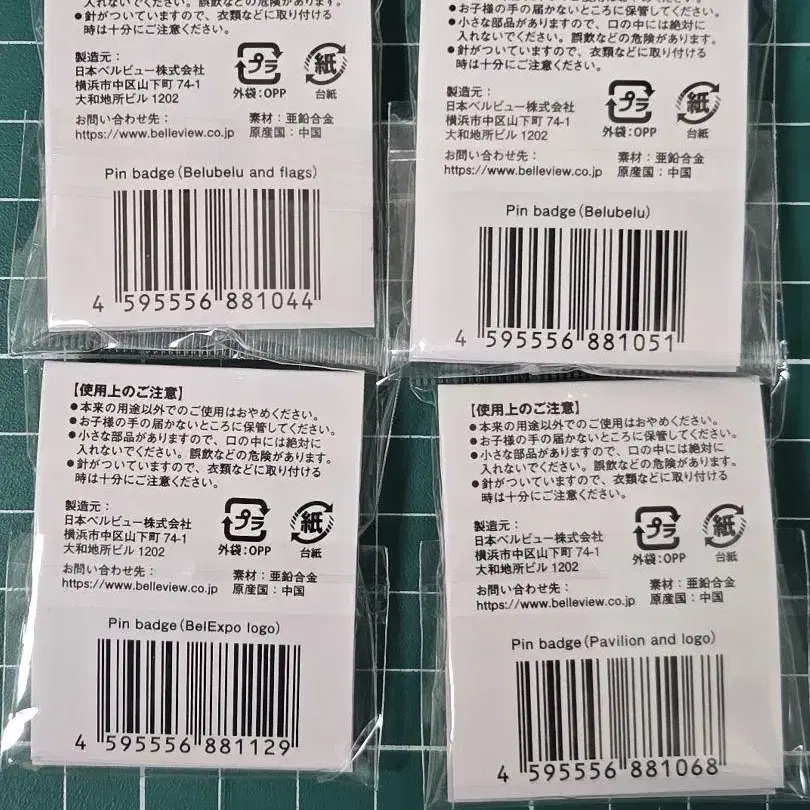 入れないでください。誤飲などの危険があります。
●針がついていますので、衣類などに取り付ける
時は十分にご注意ください。
製造元：
日本ベルビュー株式会社
横浜市中区山下町 74-1
大和地所ビル 1202
プラ
外袋：OPP
紙
台紙
お問い合わせ先：
https://www.belleview.co.jp
素材：亜鉛合金
原産国：中国
Pin badge（Belubelu and flags）
4 595556 881044
●お子様の手の届かないところに保管してください。
●小さな部品がありますので、口の中には絶対に
入れないでください。誤飲などの危険があります。
●針がついていますので、衣類などに取り付ける
時は十分にご注意ください。
製造元：
日本ベルビュー株式会社
横浜市中区山下町 74-1
大和地所ビル 1202
プラ
外袋：OPP
紙
台紙
お問い合わせ先：
https://www.belleview.co.jp
素材：亜鉛合金
原産国：中国
Pin badge（Belubelu）
4 595556 881051
【使用上のご注意】
●本来の用途以外でのご使用はおやめください。
●お子様の手の届かないところに保管してください。
●小さな部品がありますので、口の中には絶対に
入れないでください。誤飲などの危険があります。
●針がついていますので、衣類などに取り付ける
時は十分にご注意ください。
製造元：
日本ベルビュー株式会社
横浜市中区山下町 74-1
大和地所ビル 1202
プラ
外袋：OPP
紙
台紙
お問い合わせ先：
https://www.belleview.co.jp
素材：亜鉛合金
原産国：中国
Pin badge（BelExpo logo）
4 595556 881129
【使用上のご注意】
●本来の用途以外でのご使用はおやめください。
●お子様の手の届かないところに保管してください。
●小さな部品がありますので、口の中には絶対に
入れないでください。誤飲などの危険があります。
●針がついていますので、衣類などに取り付ける
時は十分にご注意ください。
製造元：
日本ベルビュー株式会社
横浜市中区山下町 74-1
大和地所ビル 1202
プラ
外袋：OPP
紙
台紙
お問い合わせ先：
https://www.belleview.co.jp
素材：亜鉛合金
原産国：中国
Pin badge（Pavilion and logo）
4 595556 881068